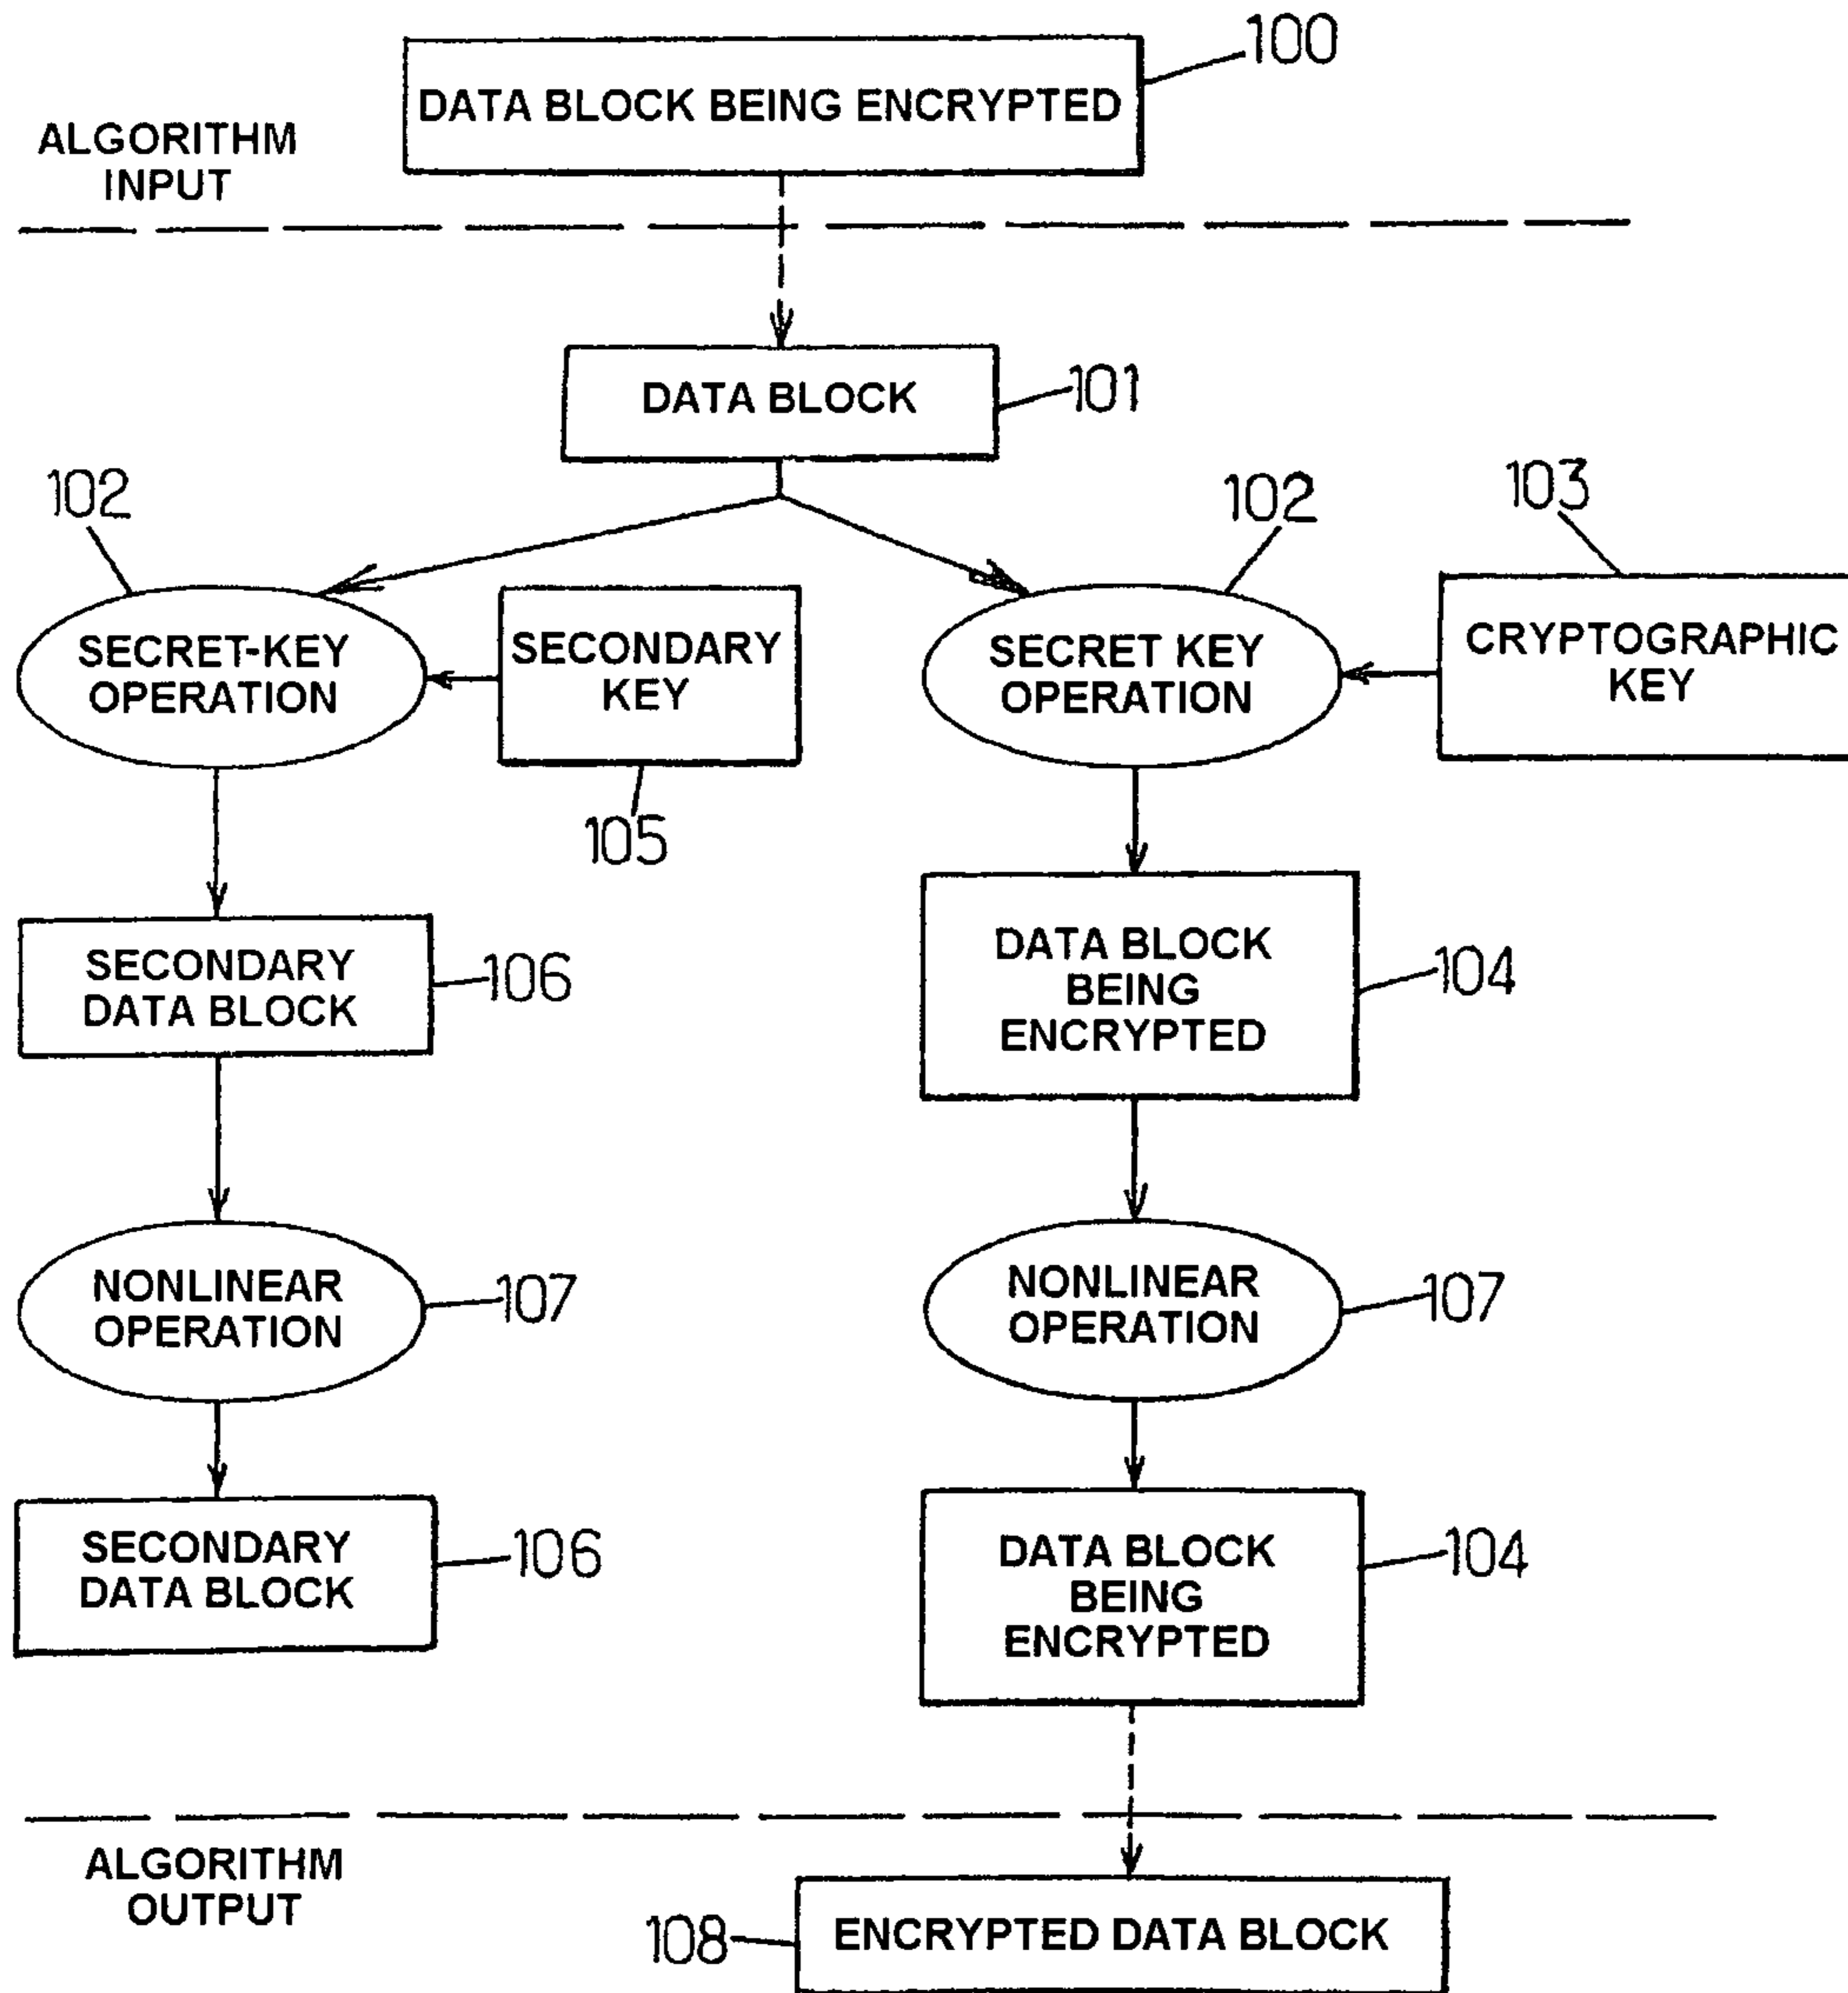 100
DATA BLOCK BEING ENCRYPTED
ALGORITHM
INPUT
DATA BLOCK
101
102
102
103
SECRET-KEY
OPERATION
SECONDARY
KEY
SECRET KEY
OPERATION
CRYPTOGRAPHIC
KEY
105
SECONDARY
DATA BLOCK
106
DATA BLOCK
BEING
ENCRYPTED
104
NONLINEAR
OPERATION
107
NONLINEAR
OPERATION
107
SECONDARY
DATA BLOCK
106
DATA BLOCK
BEING
ENCRYPTED
104
ALGORITHM
OUTPUT
108
ENCRYPTED DATA BLOCK